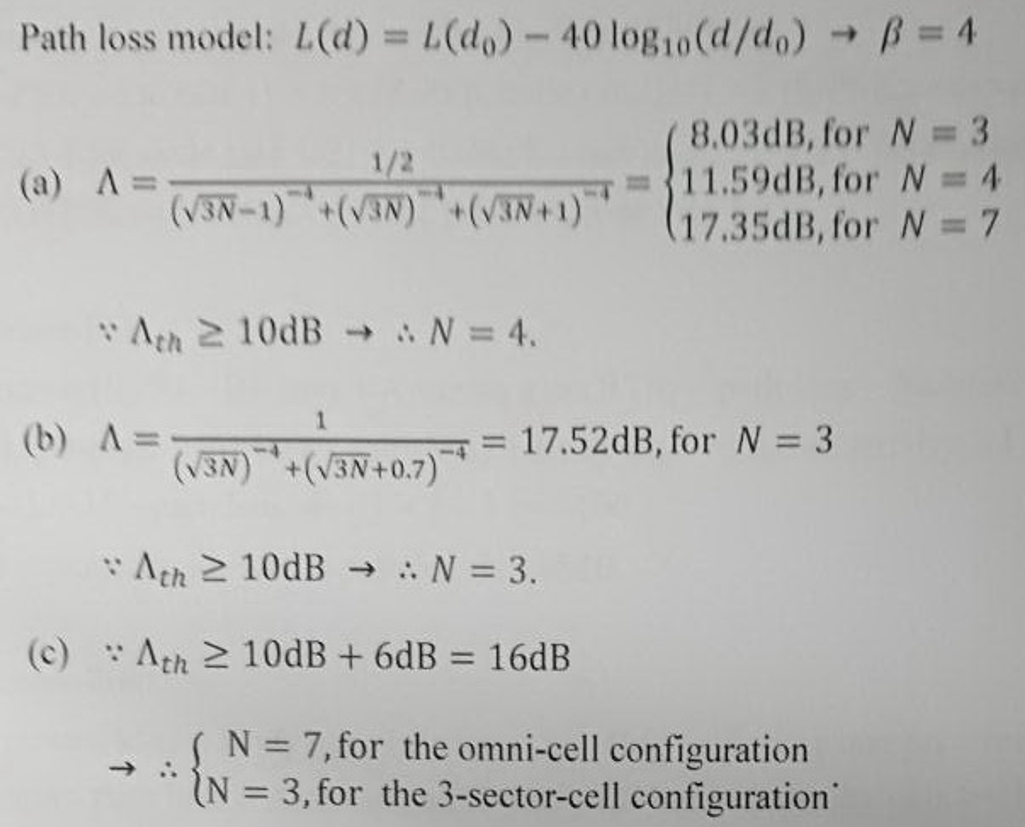 Path loss model: L(d) = L(d₀) − 40 log₁₀(d/d₀) → β = 4
(a) Λ = (1/2) / ((√3N−1)⁻⁴+(√3N)⁻⁴+(√3N+1)⁻⁴) = { 8.03dB, for N = 3
11.59dB, for N = 4
17.35dB, for N = 7
∵ Λ_th ≥ 10dB → ∴ N = 4.
(b) Λ = 1 / ((√3N)⁻⁴+(√3N+0.7)⁻⁴) = 17.52dB, for N = 3
∵ Λ_th ≥ 10dB → ∴ N = 3.
(c) ∵ Λ_th ≥ 10dB + 6dB = 16dB
→ ∴ { N = 7, for the omni-cell configuration
N = 3, for the 3-sector-cell configuration.